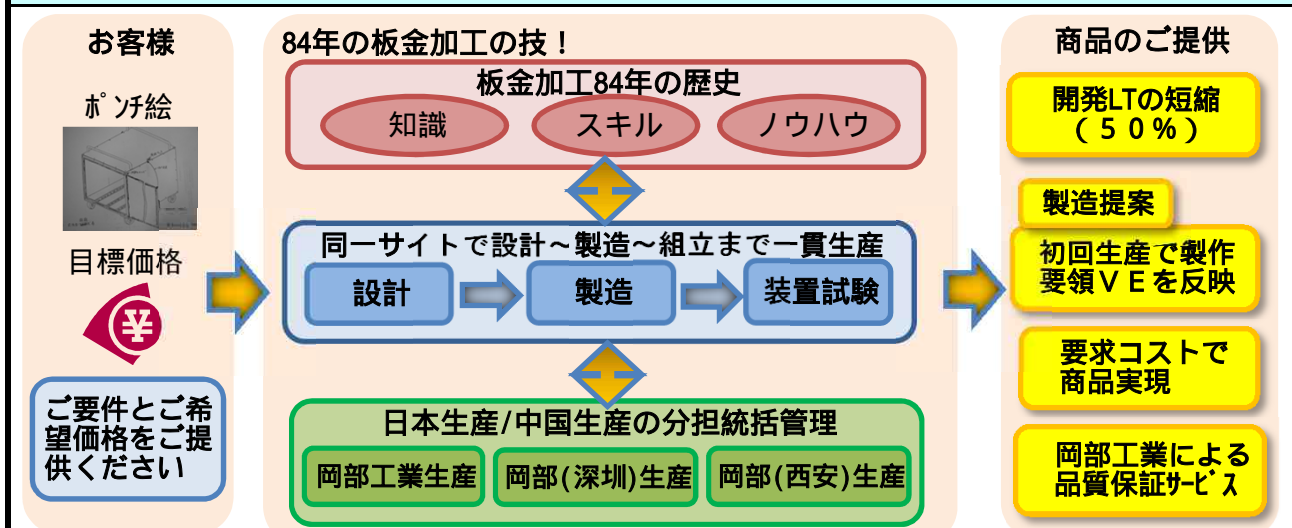 お客様
ポンチ絵
目標価格
¥
ご要件とご希
望価格をご提
供ください
84年の板金加工の技！
板金加工84年の歴史
知識
スキル
ノウハウ
同一サイトで設計～製造～組立まで一貫生産
設計
製造
装置試験
日本生産/中国生産の分担統括管理
岡部工業生産
岡部(深圳)生産
岡部(西安)生産
商品のご提供
開発LTの短縮
（５０％）
製造提案
初回生産で製作
要領ＶＥを反映
要求コストで
商品実現
岡部工業による
品質保証ｻｰﾋﾞｽ